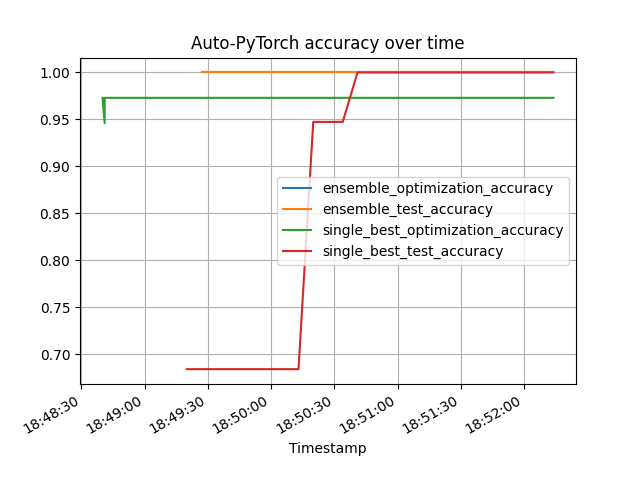 Auto-PyTorch accuracy over time
1.00
0.95
0.90
0.85
0.80
0.75
0.70
ensemble_optimization_accuracy
ensemble_test_accuracy
single_best_optimization_accuracy
single_best_test_accuracy
18:48:30
18:49:00
18:49:30
18:50:00
18:50:30
18:51:00
18:51:30
18:52:00
Timestamp